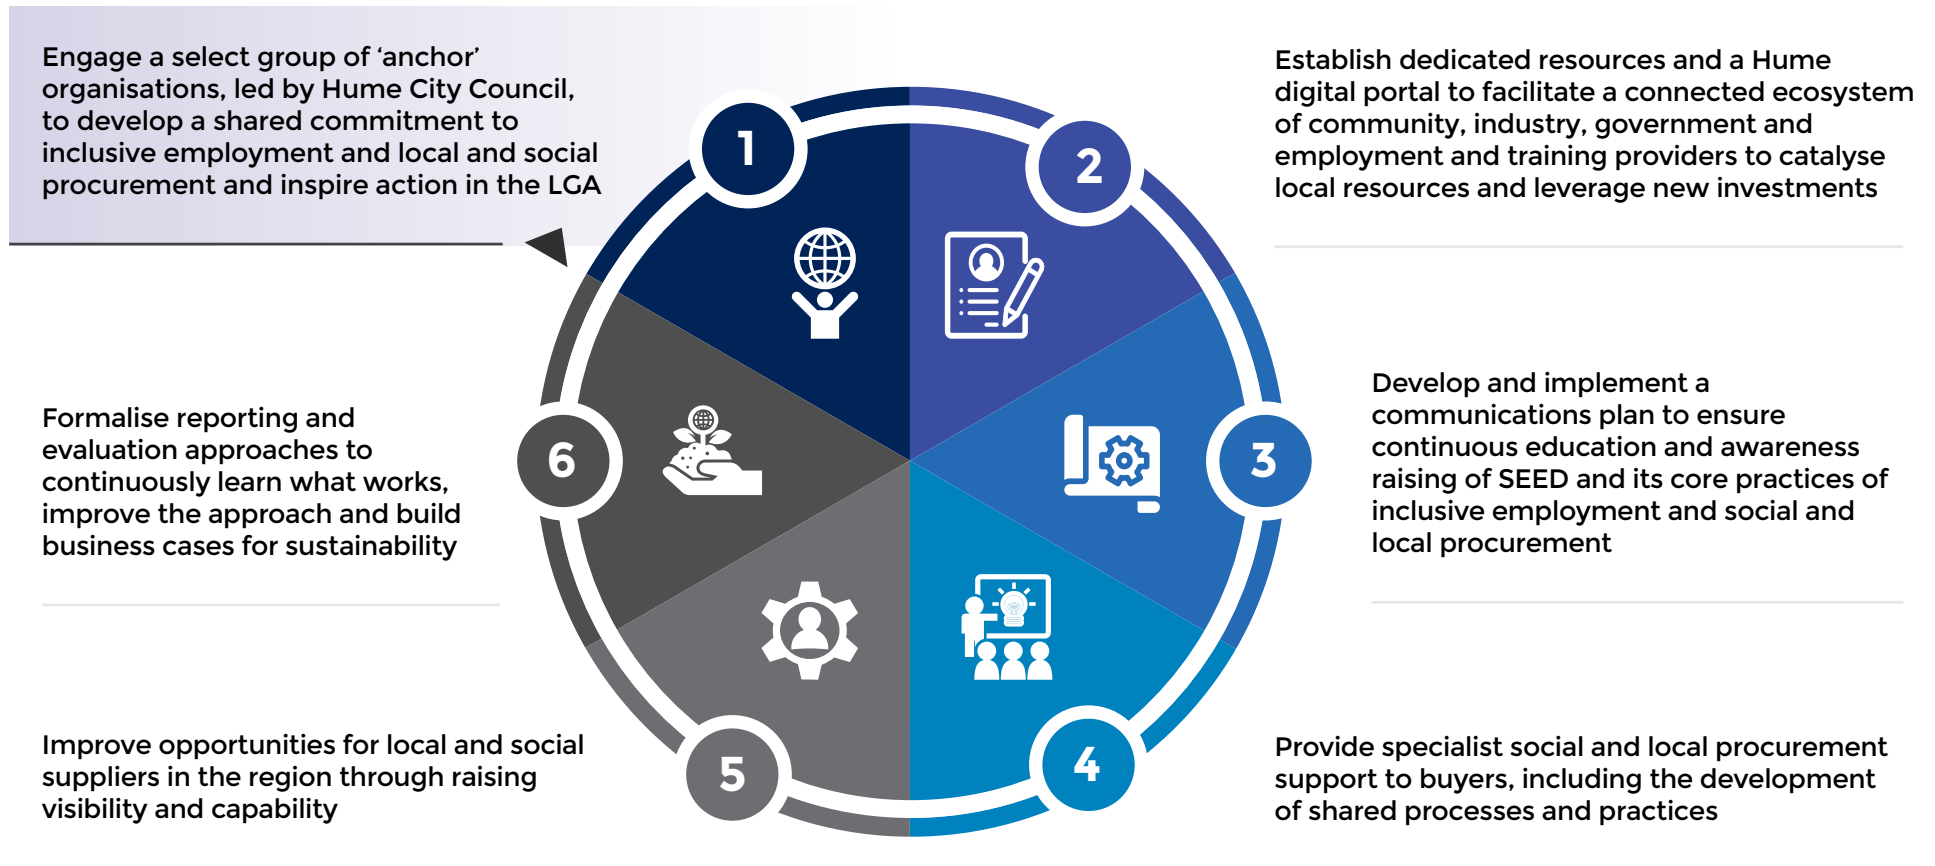 Engage a select group of ‘anchor’
organisations, led by Hume City Council,
to develop a shared commitment to
inclusive employment and local and social
procurement and inspire action in the LGA
1
2
Establish dedicated resources and a Hume
digital portal to facilitate a connected ecosystem
of community, industry, government and
employment and training providers to catalyse
local resources and leverage new investments
3
Develop and implement a
communications plan to ensure
continuous education and awareness
raising of SEED and its core practices of
inclusive employment and social and
local procurement
4
Provide specialist social and local procurement
support to buyers, including the development
of shared processes and practices
5
Improve opportunities for local and social
suppliers in the region through raising
visibility and capability
6
Formalise reporting and
evaluation approaches to
continuously learn what works,
improve the approach and build
business cases for sustainability